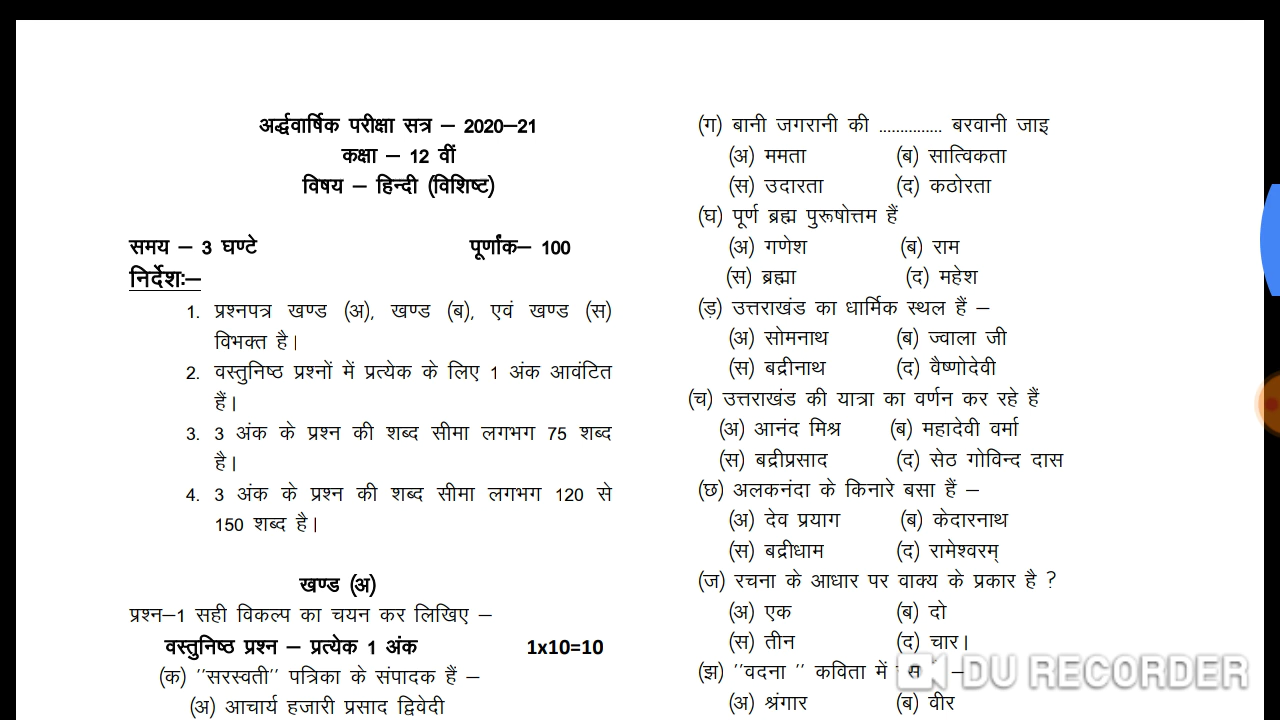 अर्द्धवार्षिक परीक्षा सत्र – 2020–21
कक्षा – 12 वीं
विषय – हिन्दी (विशिष्ट)
समय – 3 घण्टे पूर्णांक– 100
निर्देशः–
1. प्रश्नपत्र खण्ड (अ), खण्ड (ब), एवं खण्ड (स)
विभक्त है।
2. वस्तुनिष्ठ प्रश्नों में प्रत्येक के लिए 1 अंक आवंटित
हैं।
3. 3 अंक के प्रश्न की शब्द सीमा लगभग 75 शब्द
है।
4. 3 अंक के प्रश्न की शब्द सीमा लगभग 120 से
150 शब्द है।
खण्ड (अ)
प्रश्न–1 सही विकल्प का चयन कर लिखिए –
वस्तुनिष्ठ प्रश्न – प्रत्येक 1 अंक 1x10=10
(क) ''सरस्वती'' पत्रिका के संपादक हैं –
(अ) आचार्य हजारी प्रसाद द्विवेदी
(ग) बानी जगरानी की ............... बरवानी जाइ
(अ) ममता (ब) सात्विकता
(स) उदारता (द) कठोरता
(घ) पूर्ण ब्रह्म पुरूषोत्तम हैं
(अ) गणेश (ब) राम
(स) ब्रह्मा (द) महेश
(ड़) उत्तराखंड का धार्मिक स्थल हैं –
(अ) सोमनाथ (ब) ज्वाला जी
(स) बद्रीनाथ (द) वैष्णोदेवी
(च) उत्तराखंड की यात्रा का वर्णन कर रहे हैं
(अ) आनंद मिश्र (ब) महादेवी वर्मा
(स) बद्रीप्रसाद (द) सेठ गोविन्द दास
(छ) अलकनंदा के किनारे बसा हैं –
(अ) देव प्रयाग (ब) केदारनाथ
(स) बद्रीधाम (द) रामेश्वरम्
(ज) रचना के आधार पर वाक्य के प्रकार है ?
(अ) एक (ब) दो
(स) तीन (द) चार।
(झ) ''वदना '' कविता में –
(अ) श्रंगार (ब) वीर
DU RECORDER